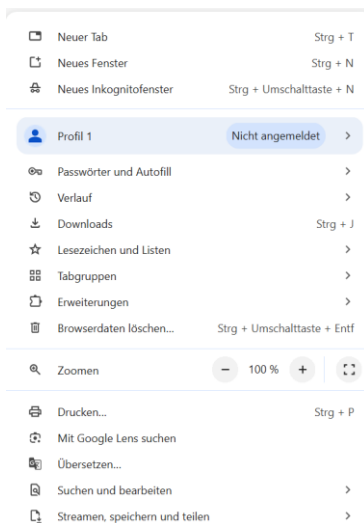 Neuer Tab Strg + T
Neues Fenster Strg + N
Neues Inkognitofenster Strg + Umschalttaste + N
Profil 1 Nicht angemeldet
Passwörter und Autofill
Verlauf
Downloads Strg + J
Lesezeichen und Listen
Tabgruppen
Erweiterungen
Browserdaten löschen... Strg + Umschalttaste + Entf
Zoomen − 100 % +
Drucken... Strg + P
Mit Google Lens suchen
Übersetzen...
Suchen und bearbeiten
Streamen, speichern und teilen